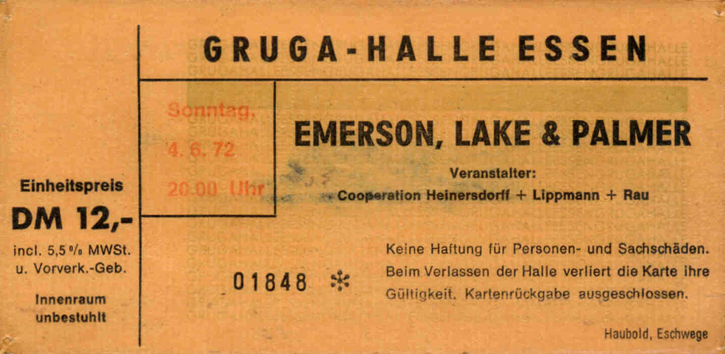 GRUGA-HALLE ESSEN
Sonntag,
4. 6. 72
20.00 Uhr
EMERSON, LAKE & PALMER
Veranstalter:
Cooperation Heinersdorff + Lippmann + Rau
Einheitspreis
DM 12,-
incl. 5,5% MWSt.
u. Vorverk.-Geb.
Innenraum
unbestuhlt
Keine Haftung für Personen- und Sachschäden.
Beim Verlassen der Halle verliert die Karte ihre
Gültigkeit. Kartenrückgabe ausgeschlossen.
01848 ✻
Haubold, Eschwege